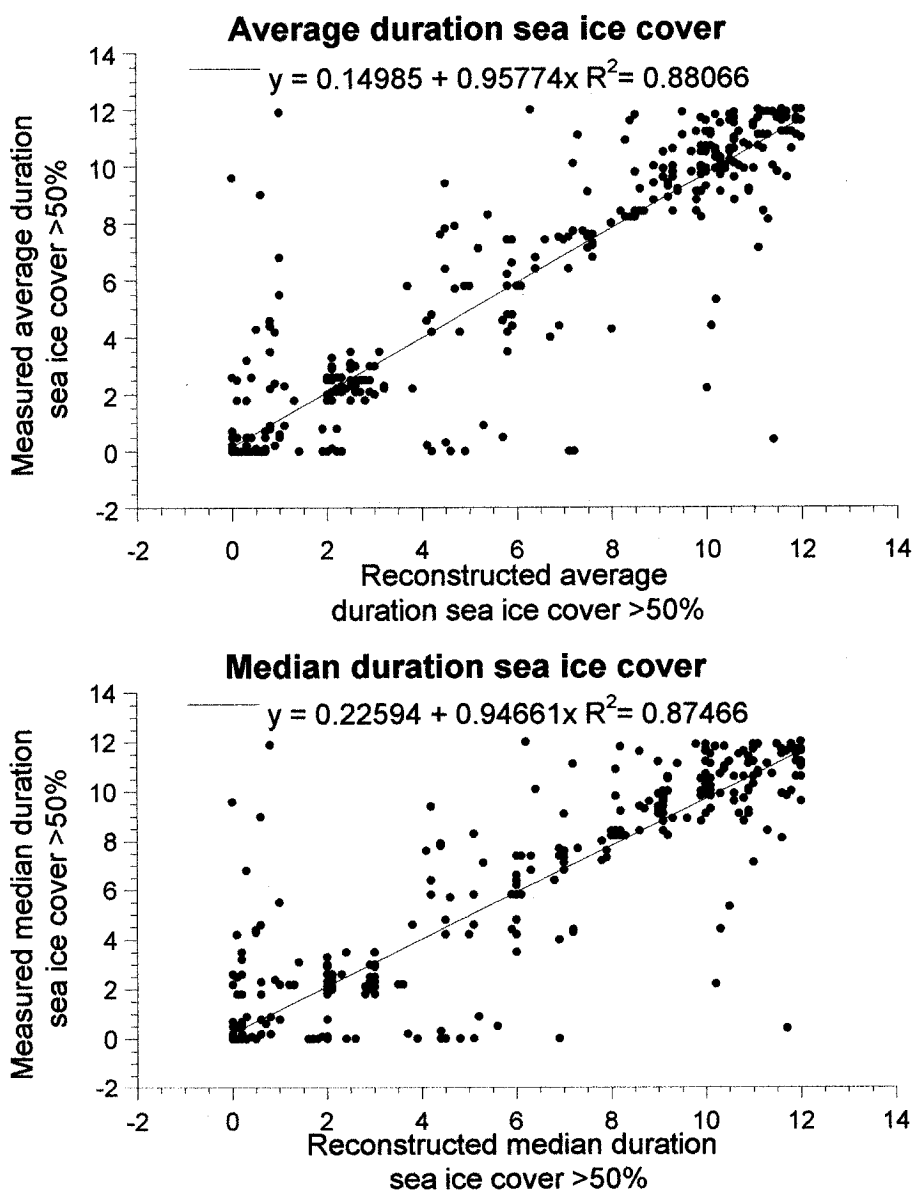 Average duration sea ice cover
y = 0.14985 + 0.95774x R²= 0.88066
14
12
10
8
6
4
2
0
-2
Measured average duration
sea ice cover >50%
-2 0 2 4 6 8 10 12 14
Reconstructed average
duration sea ice cover >50%
Median duration sea ice cover
y = 0.22594 + 0.94661x R²= 0.87466
14
12
10
8
6
4
2
0
-2
Measured median duration
sea ice cover >50%
-2 0 2 4 6 8 10 12 14
Reconstructed median duration
sea ice cover >50%